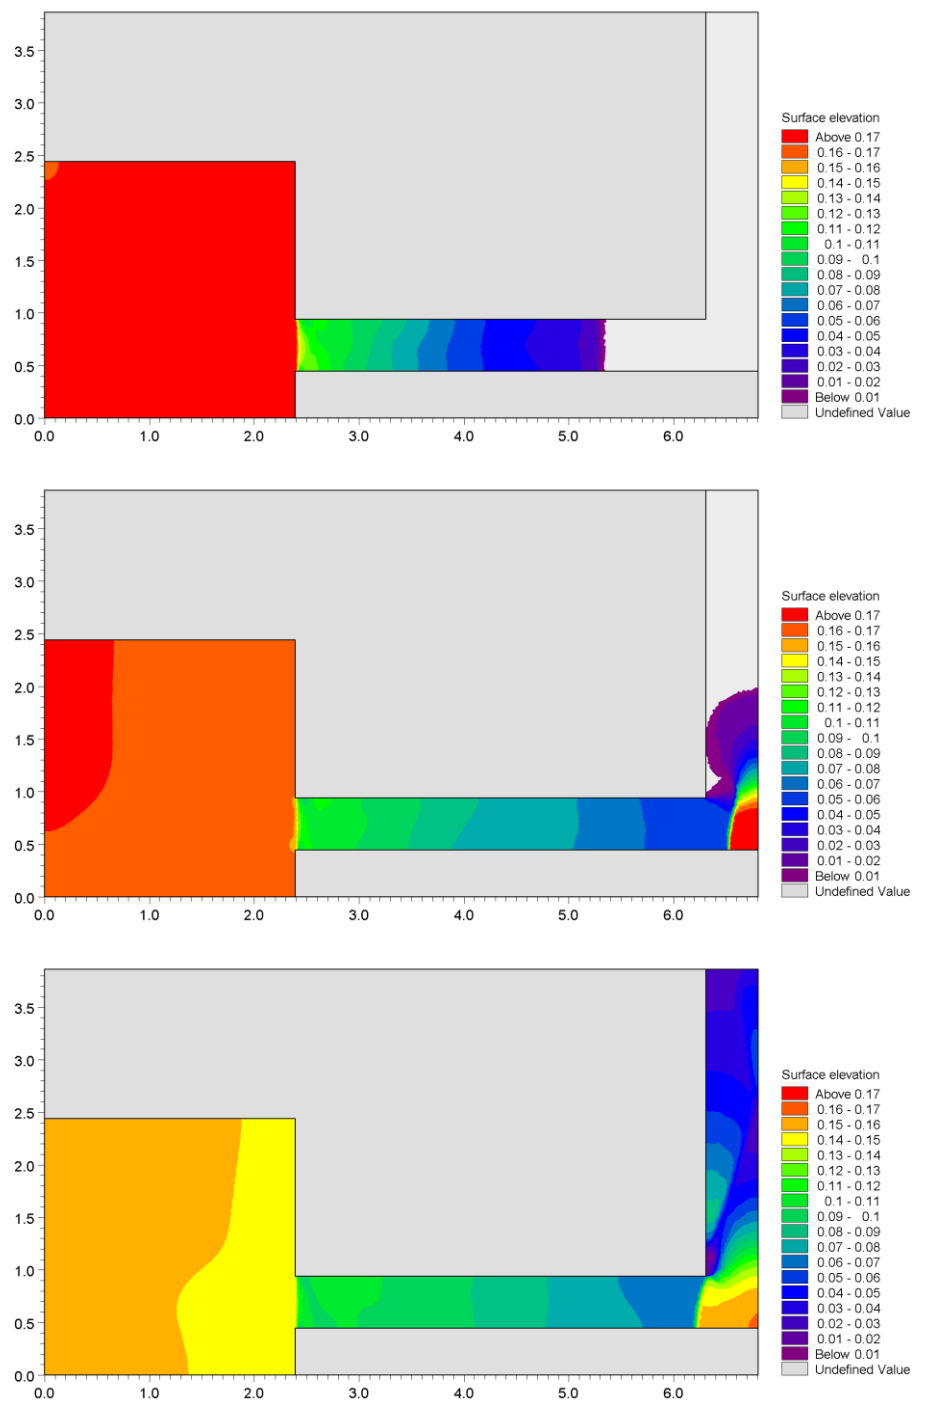 3.5
3.0
2.5
2.0
1.5
1.0
0.5
0.0
0.0 1.0 2.0 3.0 4.0 5.0 6.0
Surface elevation
Above 0.17
0.16 - 0.17
0.15 - 0.16
0.14 - 0.15
0.13 - 0.14
0.12 - 0.13
0.11 - 0.12
0.1 - 0.11
0.09 - 0.1
0.08 - 0.09
0.07 - 0.08
0.06 - 0.07
0.05 - 0.06
0.04 - 0.05
0.03 - 0.04
0.02 - 0.03
0.01 - 0.02
Below 0.01
Undefined Value
3.5
3.0
2.5
2.0
1.5
1.0
0.5
0.0
0.0 1.0 2.0 3.0 4.0 5.0 6.0
Surface elevation
Above 0.17
0.16 - 0.17
0.15 - 0.16
0.14 - 0.15
0.13 - 0.14
0.12 - 0.13
0.11 - 0.12
0.1 - 0.11
0.09 - 0.1
0.08 - 0.09
0.07 - 0.08
0.06 - 0.07
0.05 - 0.06
0.04 - 0.05
0.03 - 0.04
0.02 - 0.03
0.01 - 0.02
Below 0.01
Undefined Value
3.5
3.0
2.5
2.0
1.5
1.0
0.5
0.0
0.0 1.0 2.0 3.0 4.0 5.0 6.0
Surface elevation
Above 0.17
0.16 - 0.17
0.15 - 0.16
0.14 - 0.15
0.13 - 0.14
0.12 - 0.13
0.11 - 0.12
0.1 - 0.11
0.09 - 0.1
0.08 - 0.09
0.07 - 0.08
0.06 - 0.07
0.05 - 0.06
0.04 - 0.05
0.03 - 0.04
0.02 - 0.03
0.01 - 0.02
Below 0.01
Undefined Value